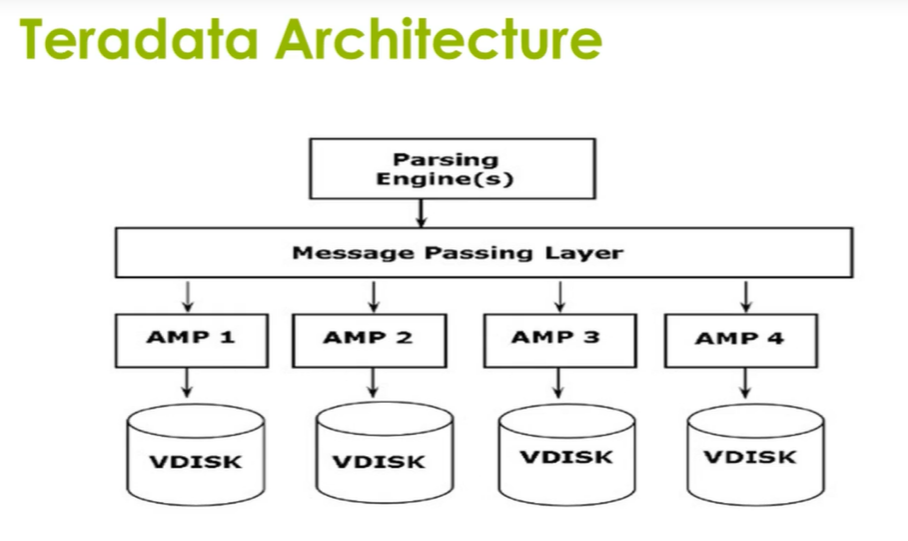 Teradata Architecture
Parsing
Engine(s)
Message Passing Layer
AMP 1
AMP 2
AMP 3
AMP 4
VDISK
VDISK
VDISK
VDISK